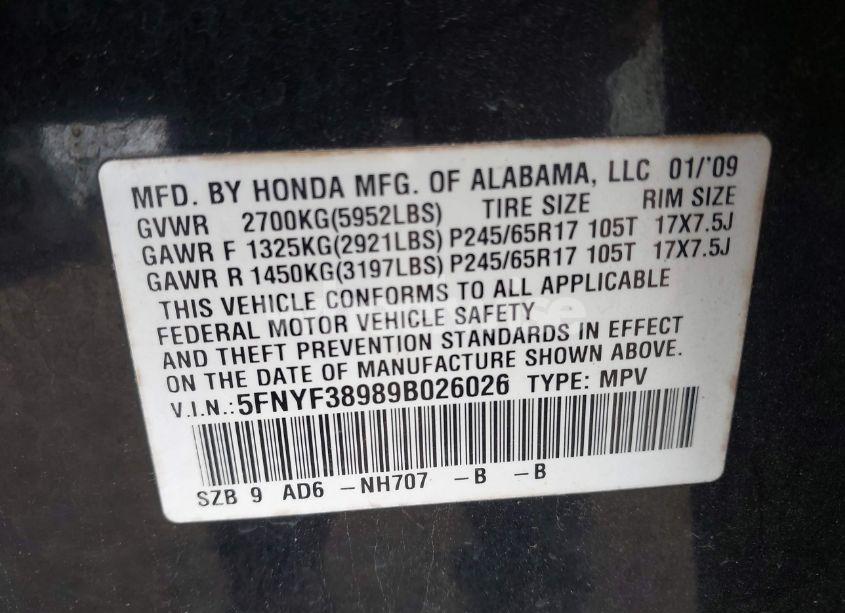 MFD. BY HONDA MFG. OF ALABAMA, LLC 01/'09
GVWR 2700KG(5952LBS) TIRE SIZE RIM SIZE
GAWR F 1325KG(2921LBS) P245/65R17 105T 17X7.5J
GAWR R 1450KG(3197LBS) P245/65R17 105T 17X7.5J
THIS VEHICLE CONFORMS TO ALL APPLICABLE
FEDERAL MOTOR VEHICLE SAFETY
AND THEFT PREVENTION STANDARDS IN EFFECT
ON THE DATE OF MANUFACTURE SHOWN ABOVE.
V.I.N.: 5FNYF38989B026026 TYPE: MPV
SZB 9 AD6 -NH707 -B -B